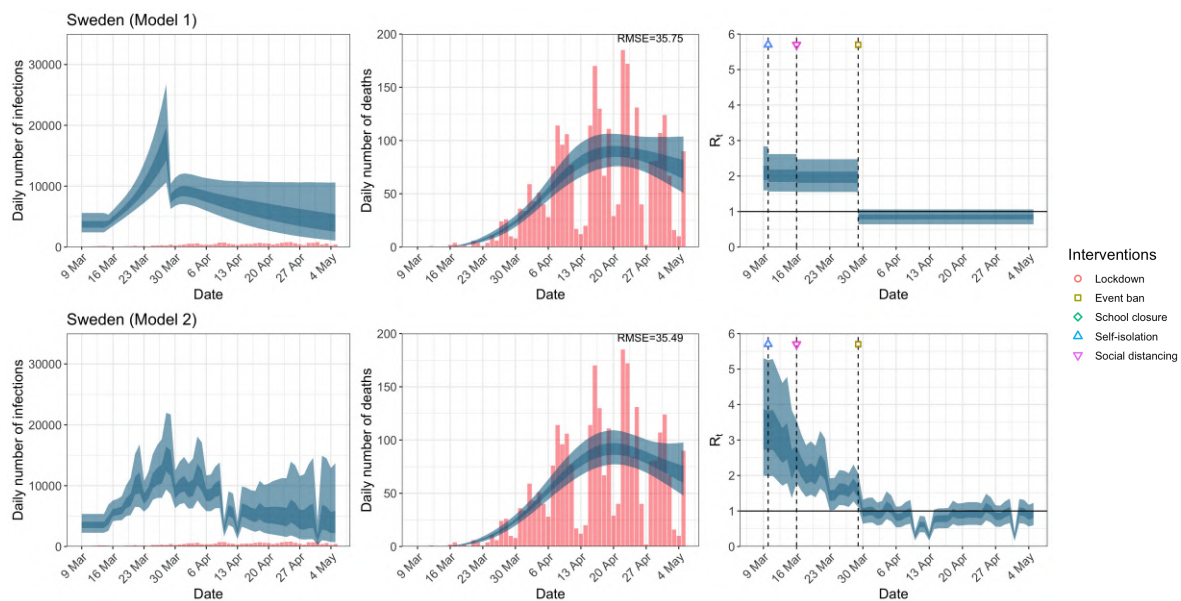 Sweden (Model 1)
Daily number of infections
30000
20000
10000
0
9 Mar
16 Mar
23 Mar
30 Mar
6 Apr
13 Apr
20 Apr
27 Apr
4 May
Date
Daily number of deaths
RMSE=35.75
200
150
100
50
0
9 Mar
16 Mar
23 Mar
30 Mar
6 Apr
13 Apr
20 Apr
27 Apr
4 May
Date
Rt
6
5
4
3
2
1
0
9 Mar
16 Mar
23 Mar
30 Mar
6 Apr
13 Apr
20 Apr
27 Apr
4 May
Date
Interventions
Lockdown
Event ban
School closure
Self-isolation
Social distancing
Sweden (Model 2)
Daily number of infections
30000
20000
10000
0
9 Mar
16 Mar
23 Mar
30 Mar
6 Apr
13 Apr
20 Apr
27 Apr
4 May
Date
Daily number of deaths
RMSE=35.49
200
150
100
50
0
9 Mar
16 Mar
23 Mar
30 Mar
6 Apr
13 Apr
20 Apr
27 Apr
4 May
Date
Rt
6
5
4
3
2
1
0
9 Mar
16 Mar
23 Mar
30 Mar
6 Apr
13 Apr
20 Apr
27 Apr
4 May
Date